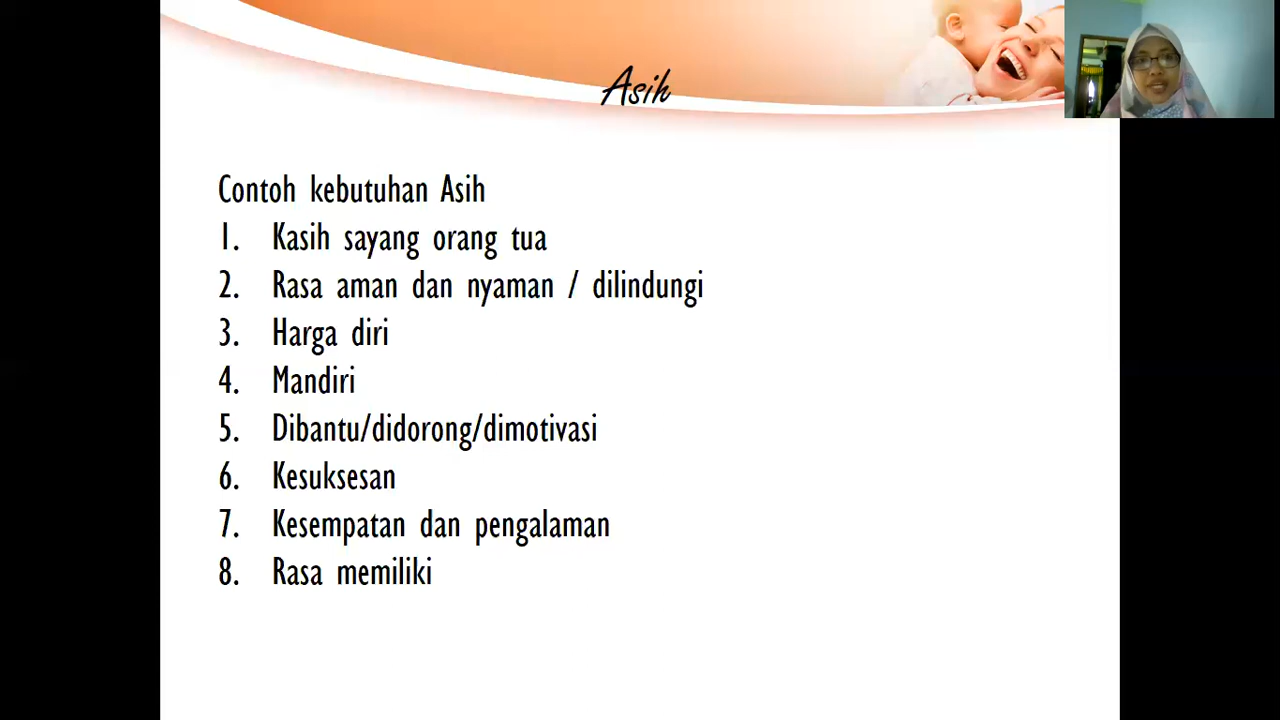 Asih
Contoh kebutuhan Asih
1. Kasih sayang orang tua
2. Rasa aman dan nyaman / dilindungi
3. Harga diri
4. Mandiri
5. Dibantu/didorong/dimotivasi
6. Kesuksesan
7. Kesempatan dan pengalaman
8. Rasa memiliki